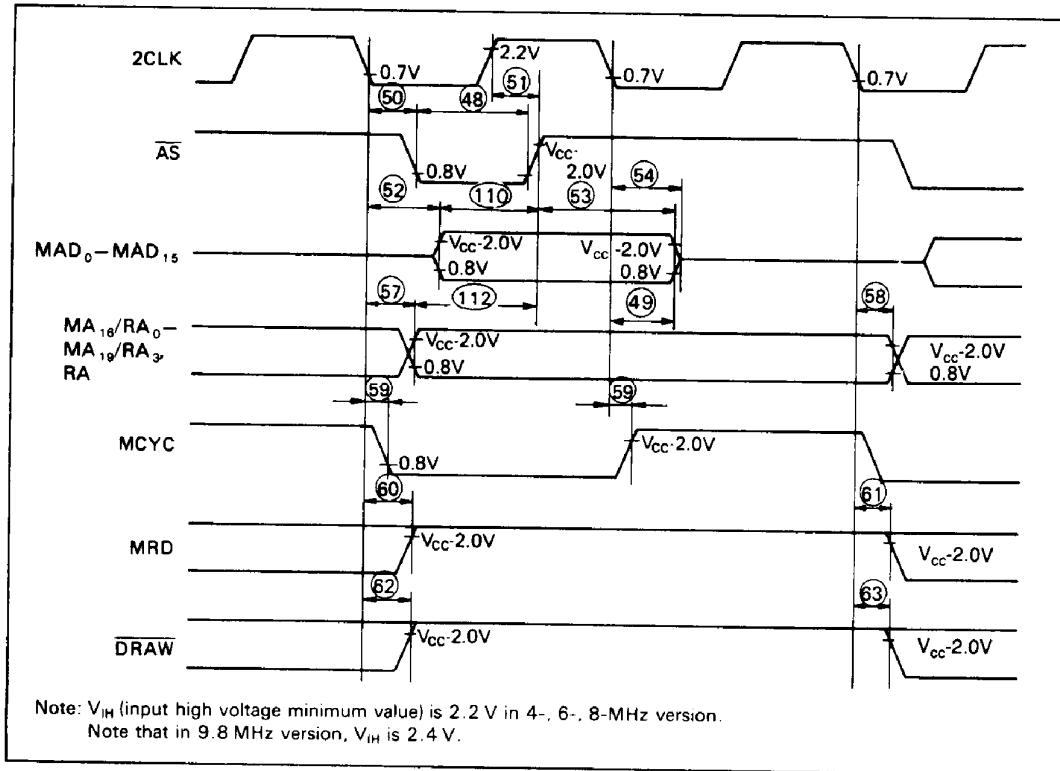 2CLK
2.2V
0.7V
0.7V
0.7V
51
50
48
AS
VCC-
2.0V
0.8V
54
52
110
53
MAD0–MAD15
VCC-2.0V
VCC-2.0V
0.8V
0.8V
57
112
49
58
MA16/RA0–
MA19/RA3,
RA
VCC-2.0V
0.8V
VCC-2.0V
0.8V
59
59
MCYC
VCC-2.0V
0.8V
60
61
MRD
VCC-2.0V
VCC-2.0V
62
63
DRAW
VCC-2.0V
VCC-2.0V
Note: VIH (input high voltage minimum value) is 2.2 V in 4-, 6-, 8-MHz version.
Note that in 9.8 MHz version, VIH is 2.4 V.